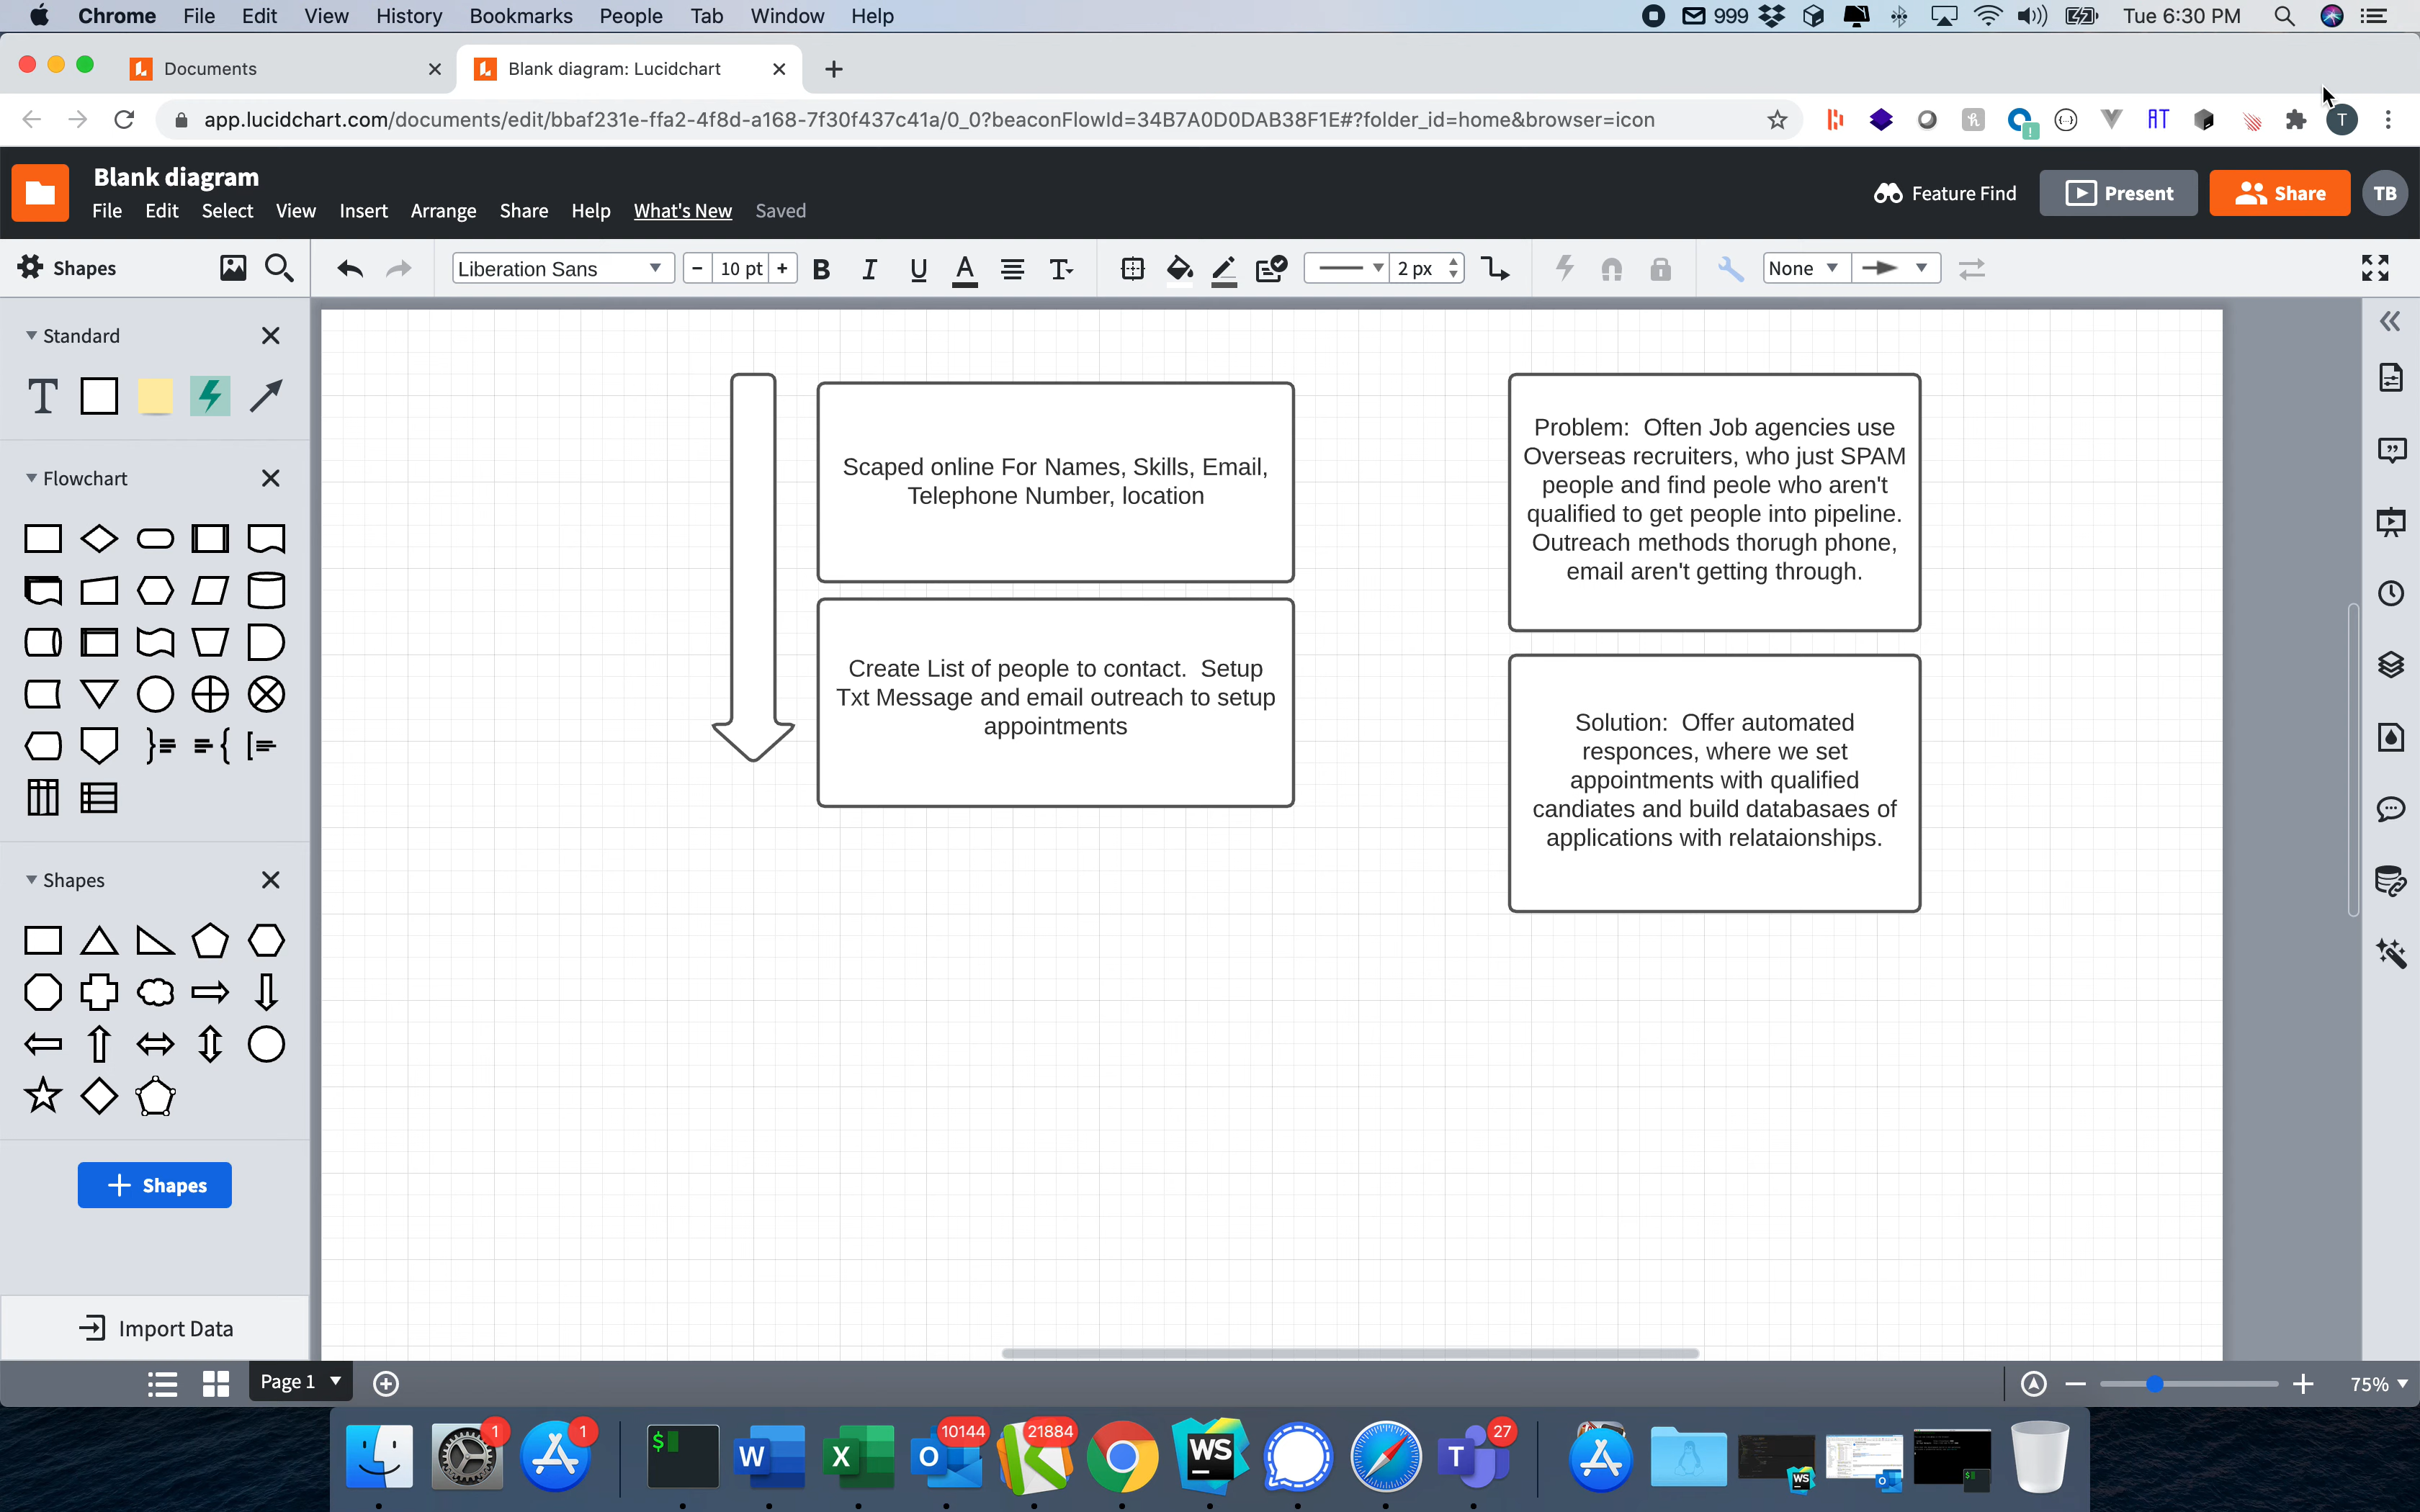 Chrome File Edit View History Bookmarks People Tab Window Help 999 Tue 6:30 PM
Documents Blank diagram: Lucidchart
app.lucidchart.com/documents/edit/bbaf231e-ffa2-4f8d-a168-7f30f437c41a/0_0?beaconFlowId=34B7A0D0DAB38F1E#?folder_id=home&browser=icon
T
Blank diagram
File Edit Select View Insert Arrange Share Help What's New Saved
Feature Find Present Share TB
Shapes
Liberation Sans 10 pt 2 px None
Standard
Flowchart
Shapes
Shapes
Import Data
Scaped online For Names, Skills, Email,
Telephone Number, location
Create List of people to contact. Setup
Txt Message and email outreach to setup
appointments
Problem: Often Job agencies use
Overseas recruiters, who just SPAM
people and find peole who aren't
qualified to get people into pipeline.
Outreach methods thorugh phone,
email aren't getting through.
Solution: Offer automated
responces, where we set
appointments with qualified
candiates and build databasaes of
applications with relataionships.
Page 1
75%
1 1 10144 21884 27
W X O WS T